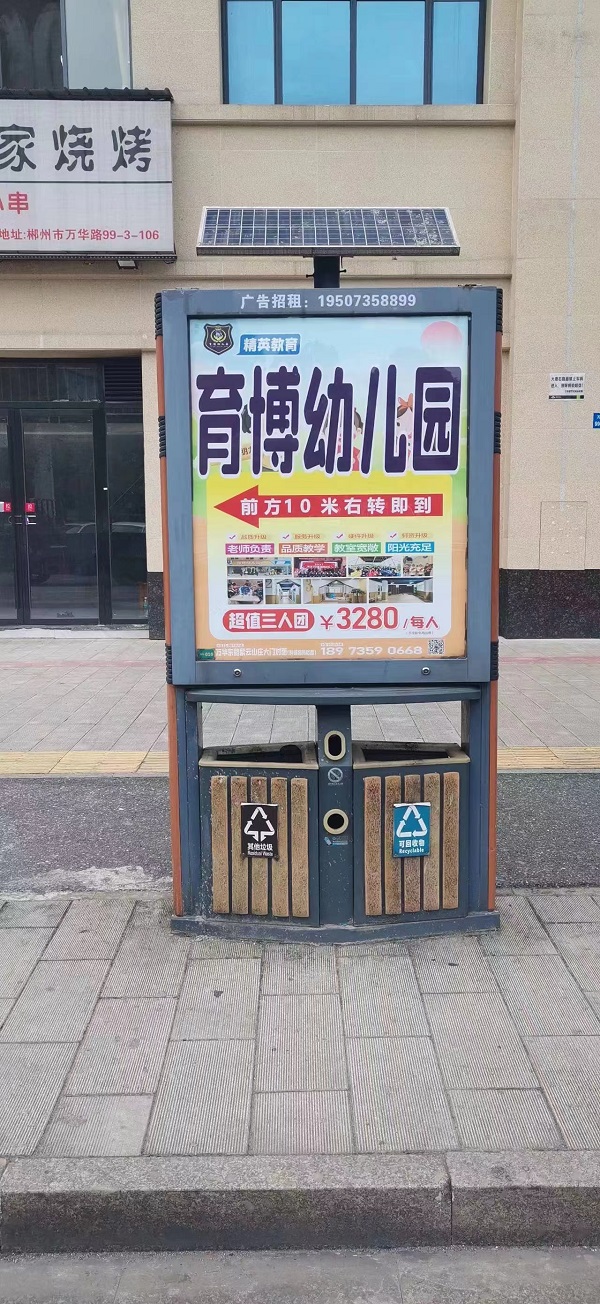 家烧烤
串
地址:郴州市万华路99-3-106
广告招租：19507358899
精英教育
育博幼儿园
前方10 米右转即到
老师负责 品质教学 教室宽敞 阳光充足
超值三人团 ￥3280 /每人
189 7359 0668
其他垃圾
Residual Waste
可回收物
Recyclable